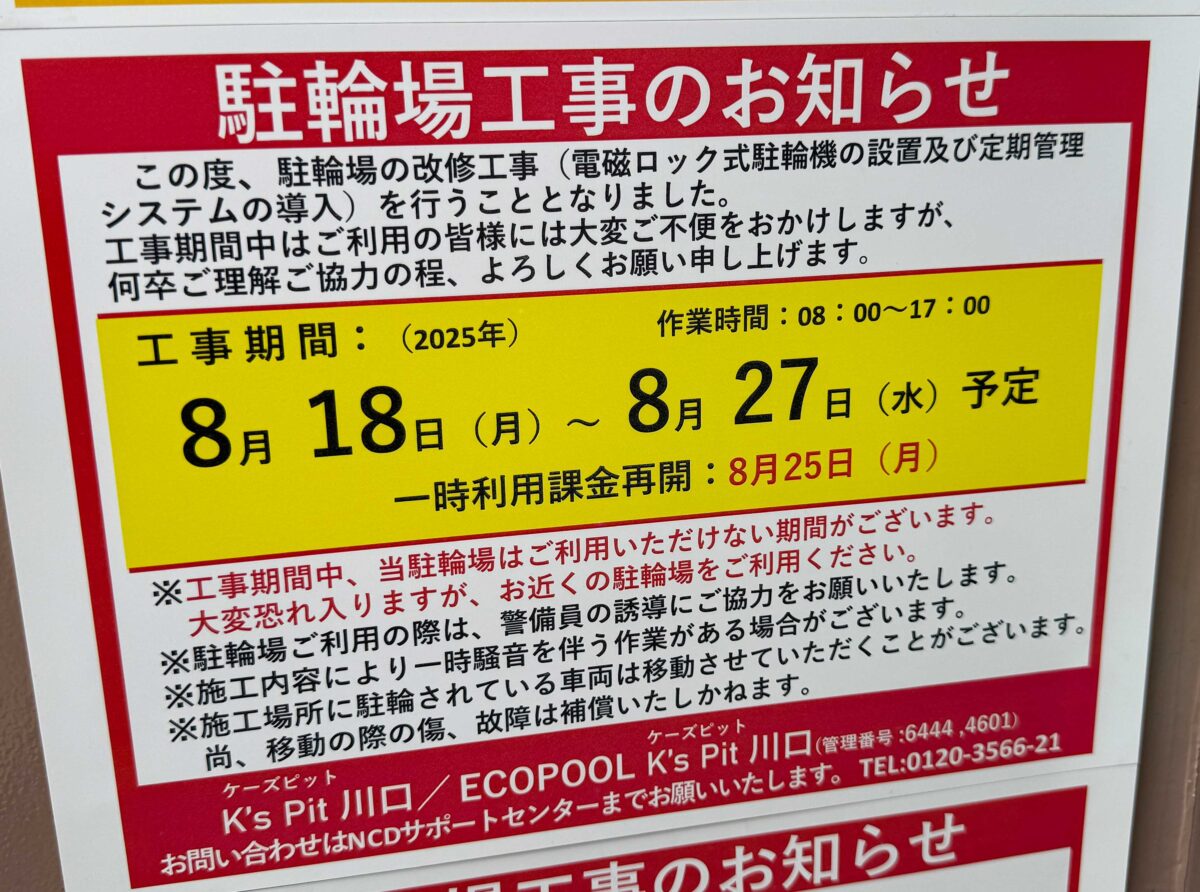 駐輪場工事のお知らせ
この度、駐輪場の改修工事（電磁ロック式駐輪機の設置及び定期管理
システムの導入）を行うこととなりました。
工事期間中はご利用の皆様には大変ご不便をおかけしますが、
何卒ご理解ご協力の程、よろしくお願い申し上げます。
工事期間：（2025年） 作業時間：08：00～17：00
8月 18日（月）～ 8月 27日（水）予定
一時利用課金再開：8月25日（月）
※工事期間中、当駐輪場はご利用いただけない期間がございます。
大変恐れ入りますが、お近くの駐輪場をご利用ください。
※駐輪場ご利用の際は、警備員の誘導にご協力をお願いいたします。
※施工内容により一時騒音を伴う作業がある場合がございます。
※施工場所に駐輪されている車両は移動させていただくことがございます。
尚、移動の際の傷、故障は補償いたしかねます。
ケーズピット ケーズピット
K's Pit 川口／ECOPOOL K's Pit 川口(管理番号:6444 ,4601)
お問い合わせはNCDサポートセンターまでお願いいたします。 TEL:0120-3566-21
場工事のお知らせ